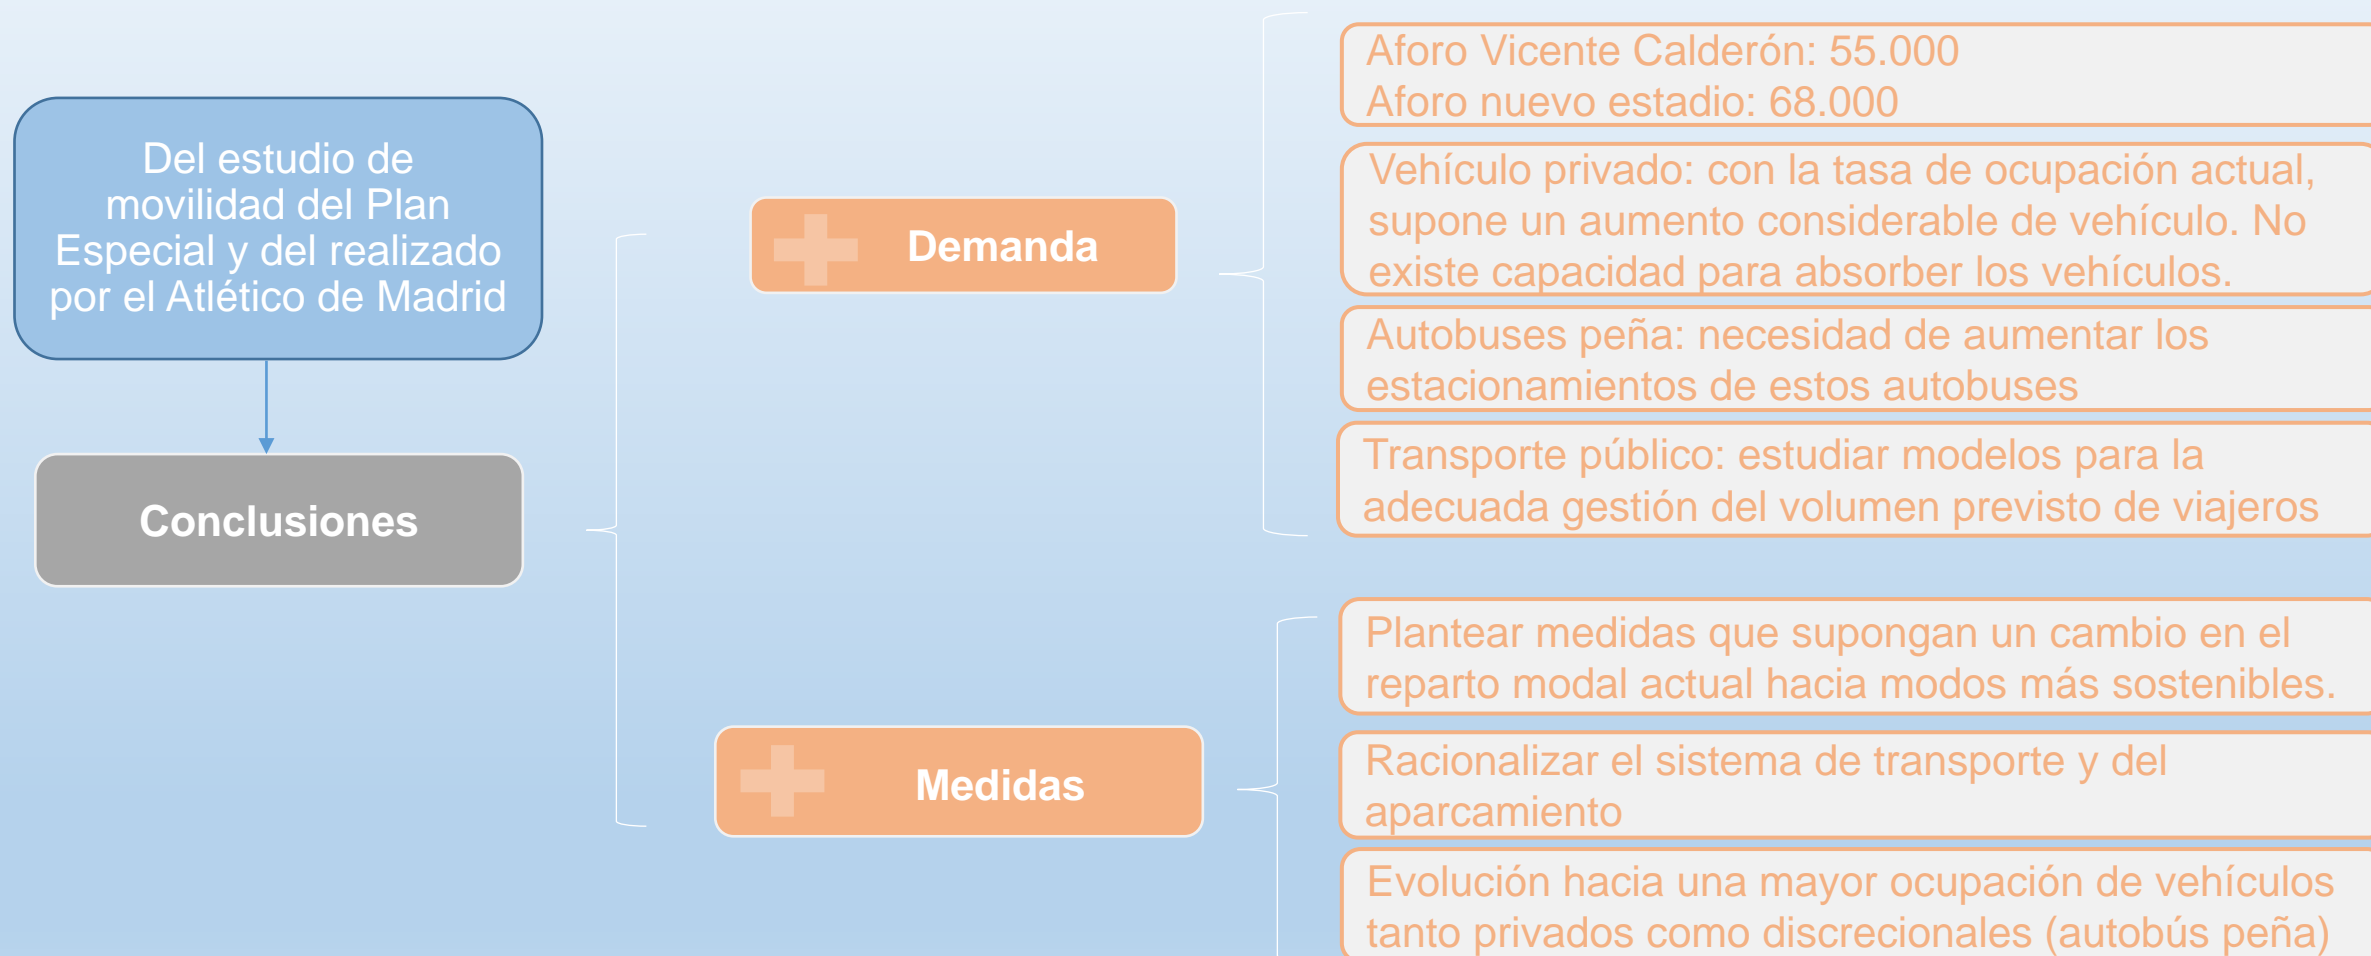 Del estudio de
movilidad del Plan
Especial y del realizado
por el Atlético de Madrid
Conclusiones
Demanda
Aforo Vicente Calderón: 55.000
Aforo nuevo estadio: 68.000
Vehículo privado: con la tasa de ocupación actual,
supone un aumento considerable de vehículo. No
existe capacidad para absorber los vehículos.
Autobuses peña: necesidad de aumentar los
estacionamientos de estos autobuses
Transporte público: estudiar modelos para la
adecuada gestión del volumen previsto de viajeros
Medidas
Plantear medidas que supongan un cambio en el
reparto modal actual hacia modos más sostenibles.
Racionalizar el sistema de transporte y del
aparcamiento
Evolución hacia una mayor ocupación de vehículos
tanto privados como discrecionales (autobús peña)